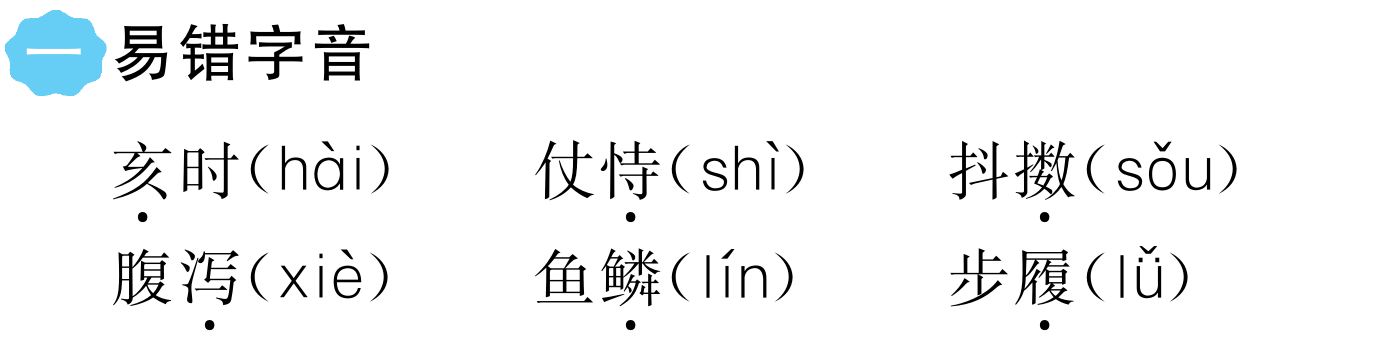 一 易错字音
亥时(hài) 仗恃(shì) 抖擞(sǒu)
腹泻(xiè) 鱼鳞(lín) 步履(lǚ)